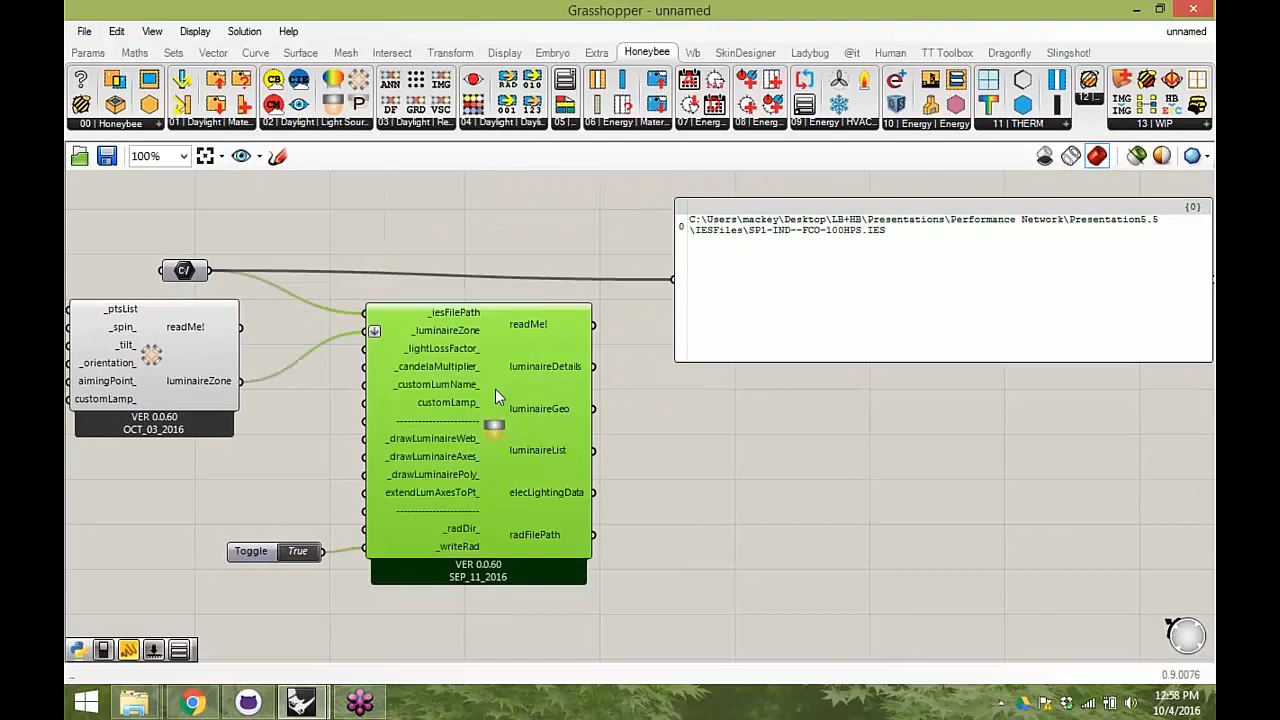 Grasshopper - unnamed
File Edit View Display Solution Help
unnamed
Params Maths Sets Vector Curve Surface Mesh Intersect Transform Display Embryo Extra Honeybee Wb SkinDesigner Ladybug @it Human TT Toolbox Dragonfly Slingshot!
00 | Honeybee
01 | Daylight | Mate...
02 | Daylight | Light Sour...
03 | Daylight | Re...
04 | Daylight | Dayli...
05 |...
06 | Energy | Mater...
07 | Energ...
08 | Energ...
09 | Energy | HVAC...
10 | Energy | Energy
11 | THERM
12 |...
13 | WIP
100%
{0}
0
C:\Users\mackey\Desktop\LB+HB\Presentations\Performance Network\Presentation5.5
\IESFiles\SP1-IND--FCO-100HPS.IES
C/
_ptsList
_spin_
_tilt_
_orientation_
aimingPoint_
customLamp_
readMe!
luminaireZone
VER 0.0.60
OCT_03_2016
_iesFilePath
_luminaireZone
_lightLossFactor_
_candelaMultiplier_
_customLumName_
customLamp_
-----------------------
_drawLuminaireWeb_
_drawLuminaireAxes_
_drawLuminairePoly_
extendLumAxesToPt_
-----------------------
_radDir_
_writeRad
readMe!
luminaireDetails
luminaireGeo
luminaireList
elecLightingData
radFilePath
VER 0.0.60
SEP_11_2016
Toggle True
0.9.0076
12:58 PM
10/4/2016